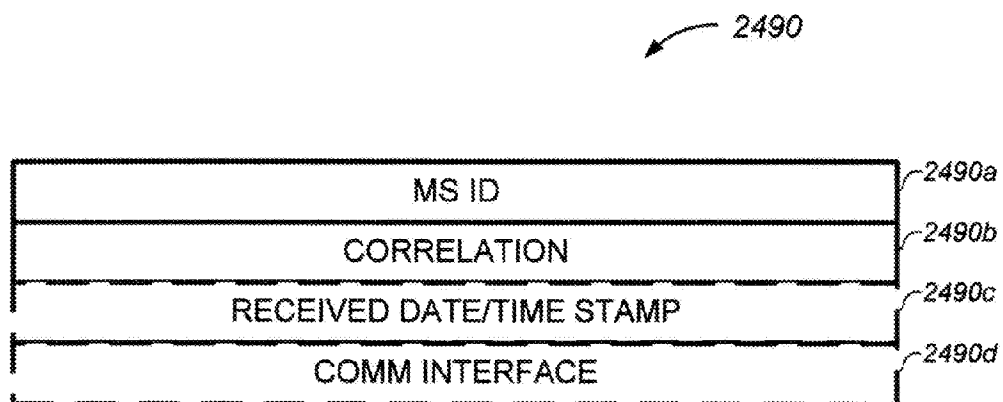 2490
MS ID
2490a
CORRELATION
2490b
RECEIVED DATE/TIME STAMP
2490c
COMM INTERFACE
2490d